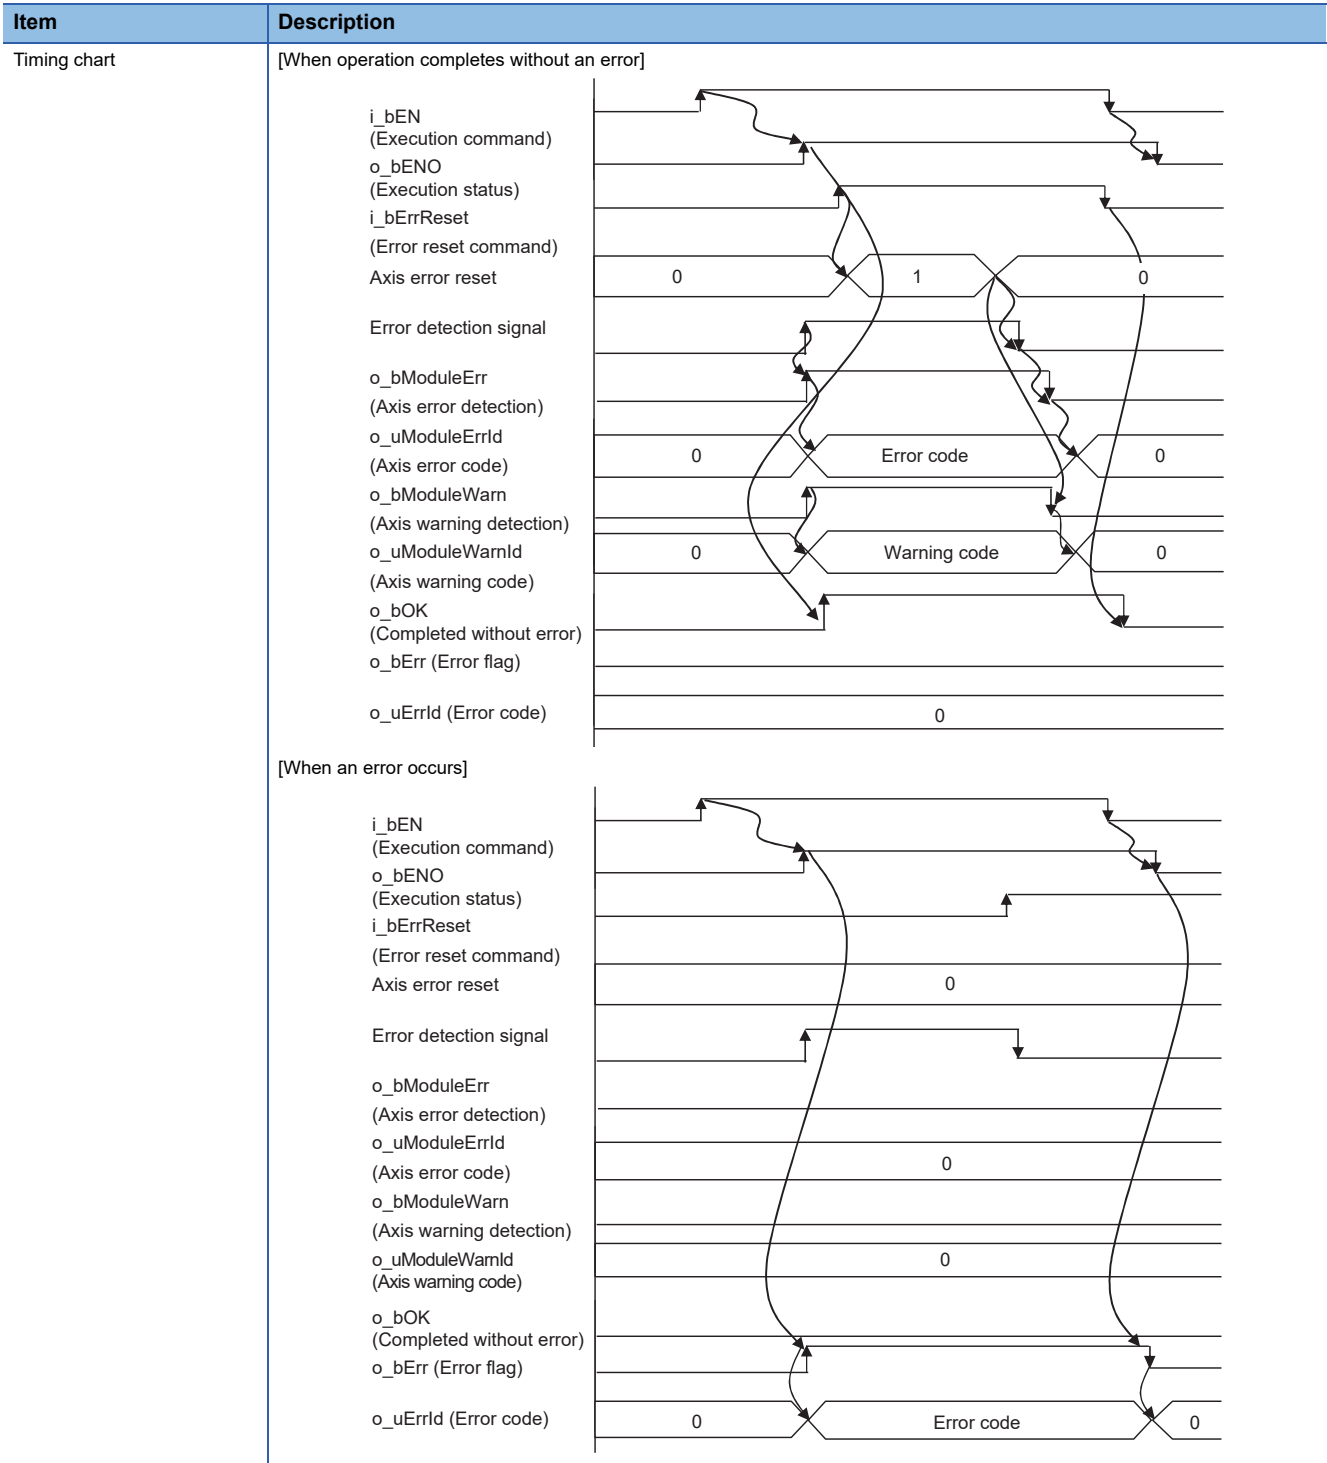 Item Description
Timing chart [When operation completes without an error]
i_bEN
(Execution command)
o_bENO
(Execution status)
i_bErrReset
(Error reset command)
Axis error reset 0 1 0
Error detection signal
o_bModuleErr
(Axis error detection)
o_uModuleErrId
(Axis error code) 0 Error code 0
o_bModuleWarn
(Axis warning detection)
o_uModuleWarnId 0 Warning code 0
(Axis warning code)
o_bOK
(Completed without error)
o_bErr (Error flag)
o_uErrId (Error code) 0
[When an error occurs]
i_bEN
(Execution command)
o_bENO
(Execution status)
i_bErrReset
(Error reset command)
Axis error reset 0
Error detection signal
o_bModuleErr
(Axis error detection)
o_uModuleErrId
(Axis error code) 0
o_bModuleWarn
(Axis warning detection)
o_uModuleWarnId 0
(Axis warning code)
o_bOK
(Completed without error)
o_bErr (Error flag)
o_uErrId (Error code) 0 Error code 0